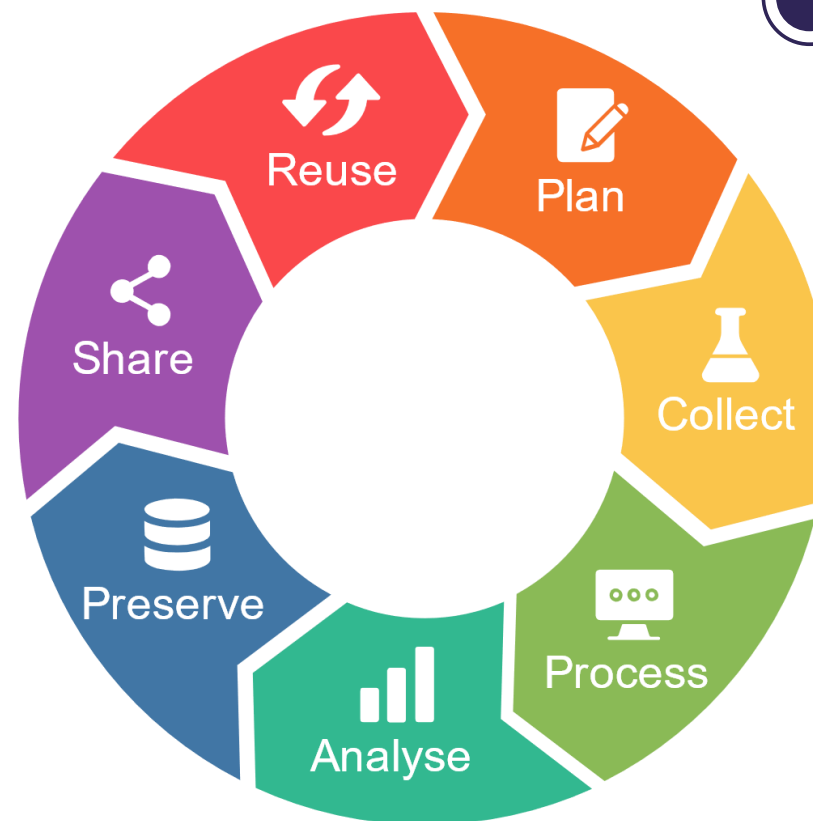 Plan
Collect
Process
Analyse
Preserve
Share
Reuse